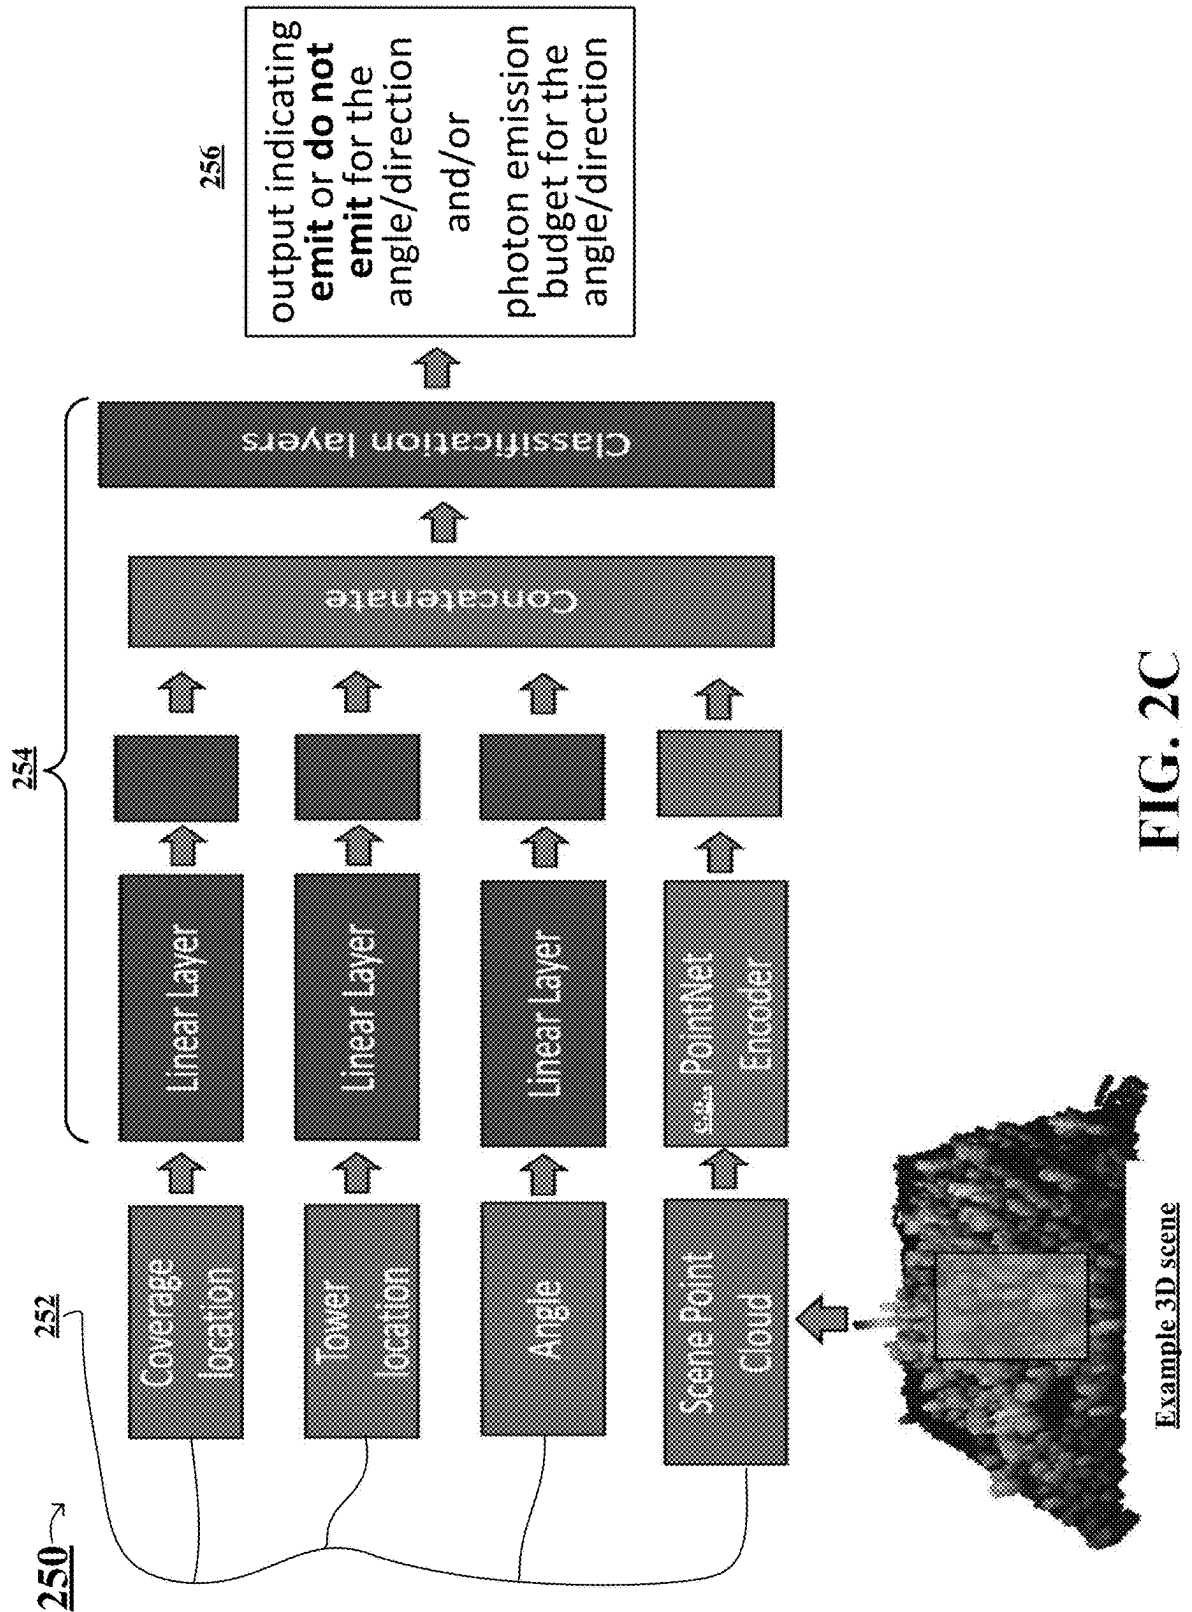 250
252
254
256
Coverage
location
Linear Layer
Tower
location
Linear Layer
Angle
Linear Layer
Scene Point
Cloud
e.g., PointNet
Encoder
Concatenate
Classification layers
output indicating
emit or do not
emit for the
angle/direction
and/or
photon emission
budget for the
angle/direction
Example 3D scene
FIG. 2C